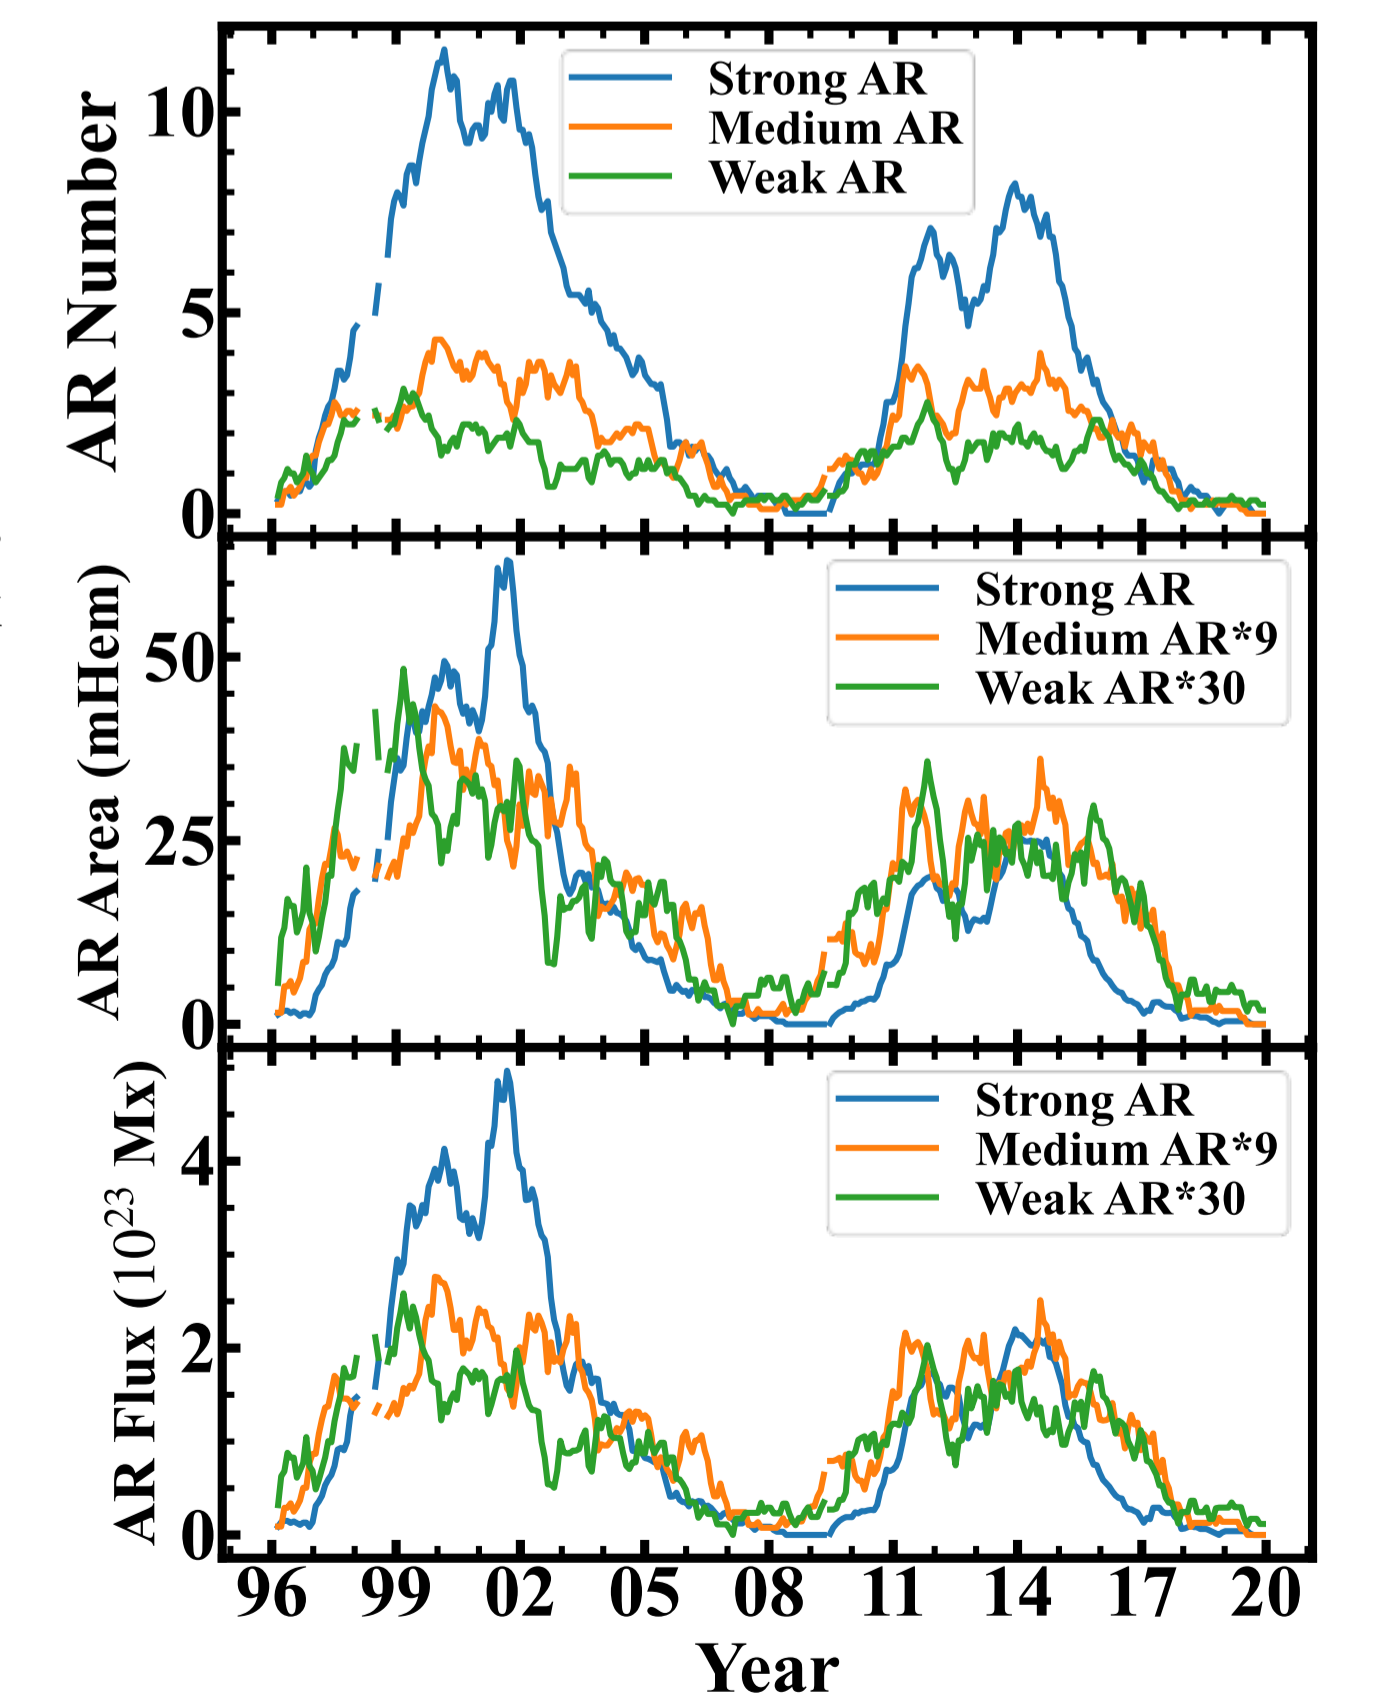 AR Number
10
5
0
Strong AR
Medium AR
Weak AR
AR Area (mHem)
50
25
0
Strong AR
Medium AR*9
Weak AR*30
AR Flux (10²³ Mx)
4
2
0
Strong AR
Medium AR*9
Weak AR*30
96 99 02 05 08 11 14 17 20
Year